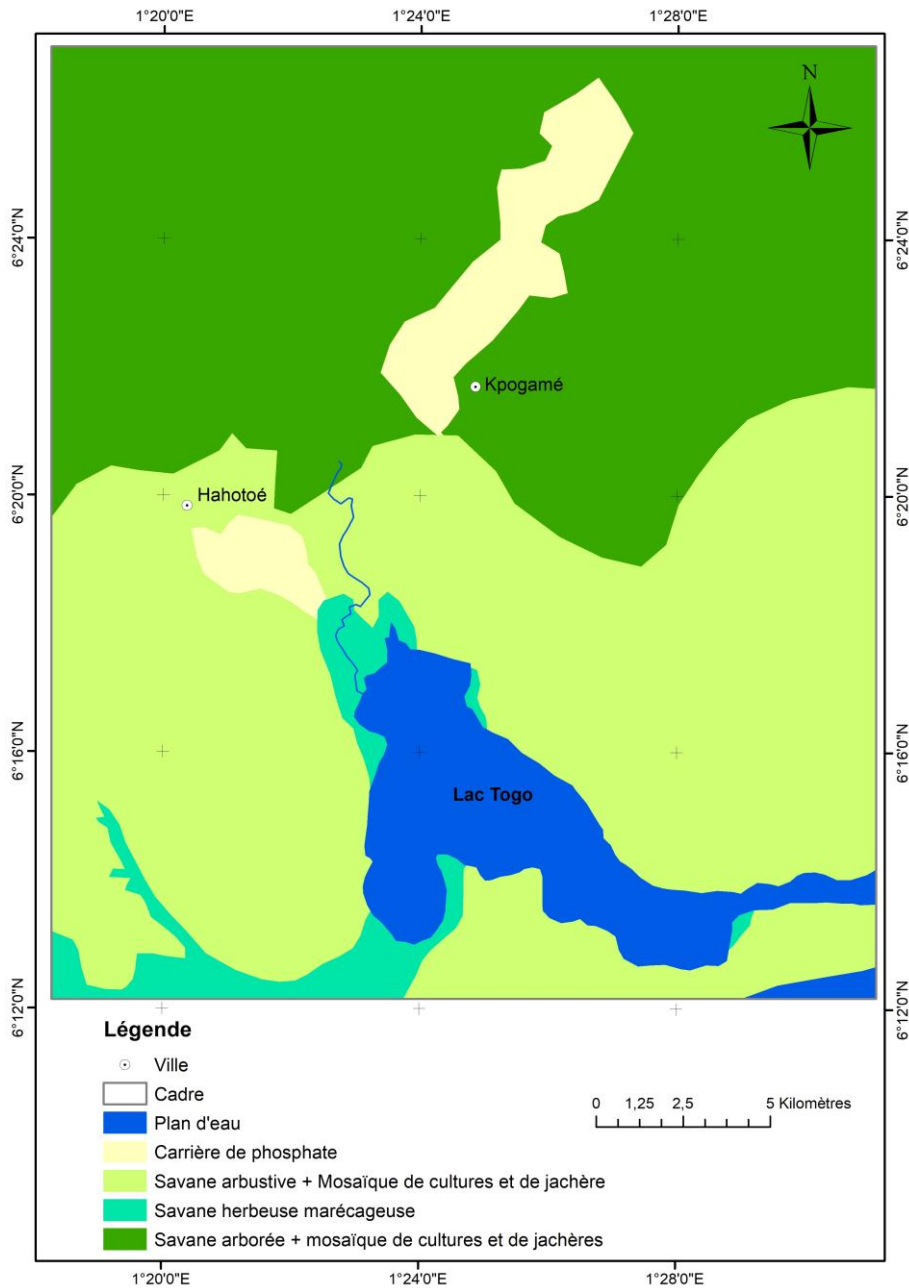 1°20'0"E 1°24'0"E 1°28'0"E
N
6°24'0"N 6°24'0"N
Kpogamé
6°20'0"N 6°20'0"N
Hahotoé
6°16'0"N 6°16'0"N
Lac Togo
6°12'0"N 6°12'0"N
Légende
Ville
Cadre
0 1,25 2,5 5 Kilomètres
Plan d'eau
Carrière de phosphate
Savane arbustive + Mosaïque de cultures et de jachère
Savane herbeuse marécageuse
Savane arborée + mosaïque de cultures et de jachères
1°20'0"E 1°24'0"E 1°28'0"E